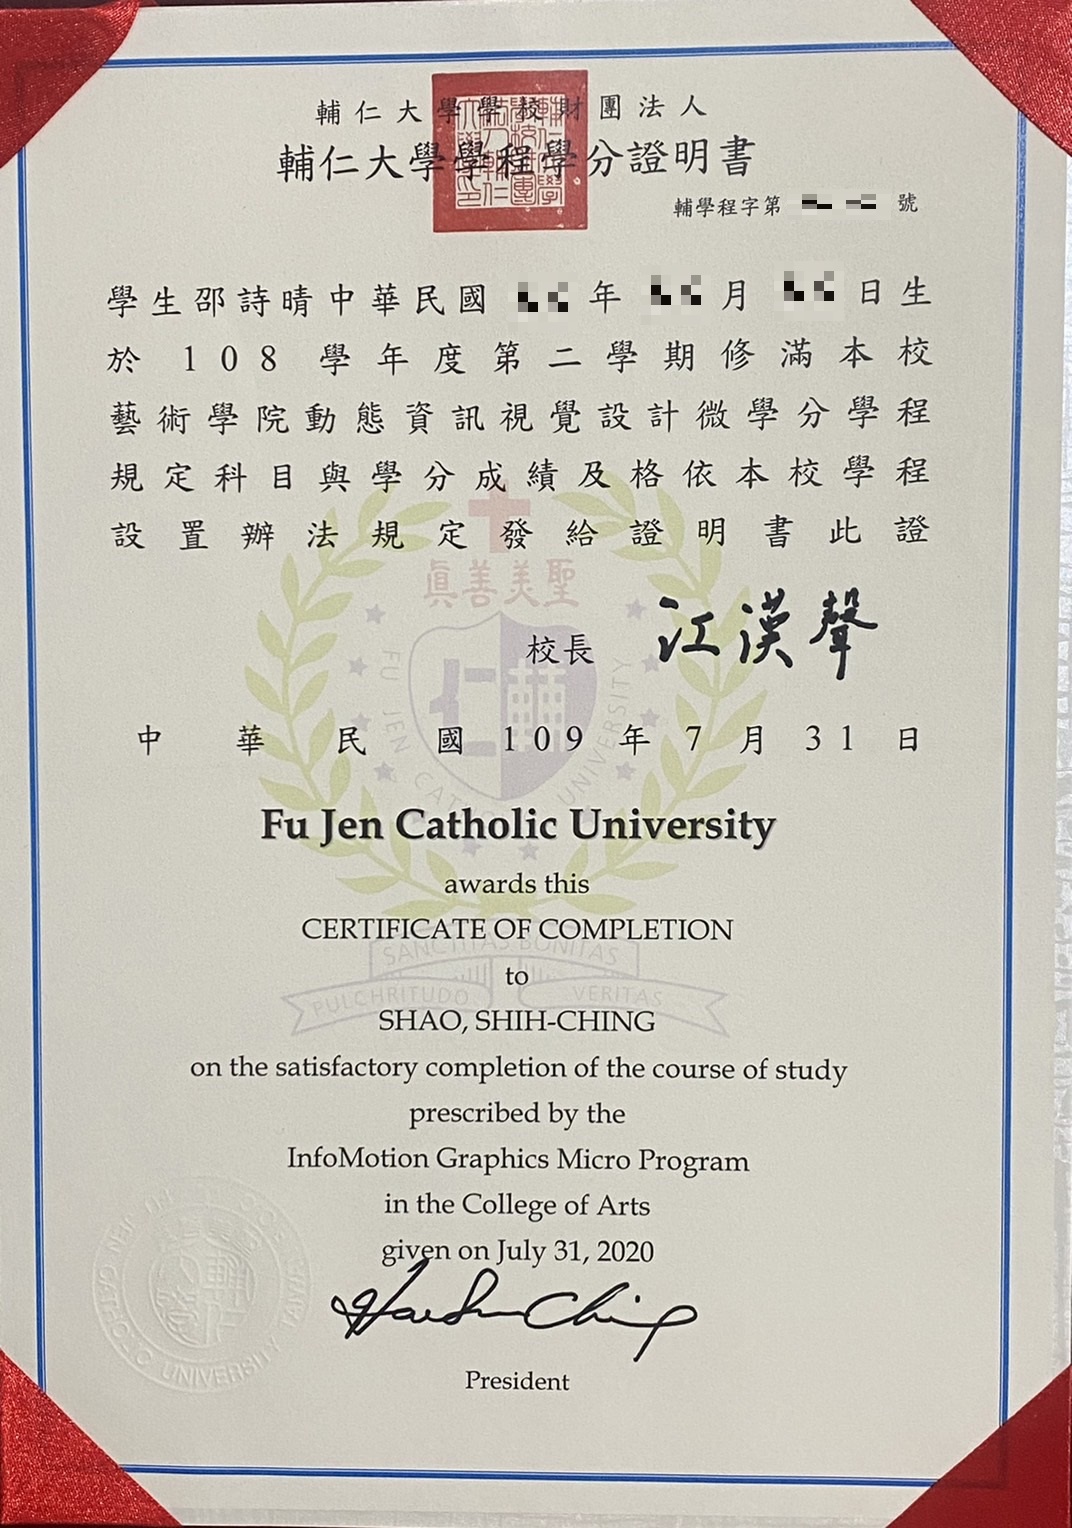 輔仁大學學校財團法人
輔仁大學學程學分證明書
輔學程字第 號
學生邵詩晴中華民國 年 月 日生
於108學年度第二學期修滿本校
藝術學院動態資訊視覺設計微學分學程
規定科目與學分成績及格依本校學程
設置辦法規定發給證明書此證
真善美聖
校長 江漢聲
FU JEN CATHOLIC UNIVERSITY
中華民國109年7月31日
Fu Jen Catholic University
awards this
CERTIFICATE OF COMPLETION
SANCTITAS BONITAS
to
PULCHRITUDO VERITAS
SHAO, SHIH-CHING
on the satisfactory completion of the course of study
prescribed by the
InfoMotion Graphics Micro Program
in the College of Arts
given on July 31, 2020
President
FU JEN CATHOLIC UNIVERSITY